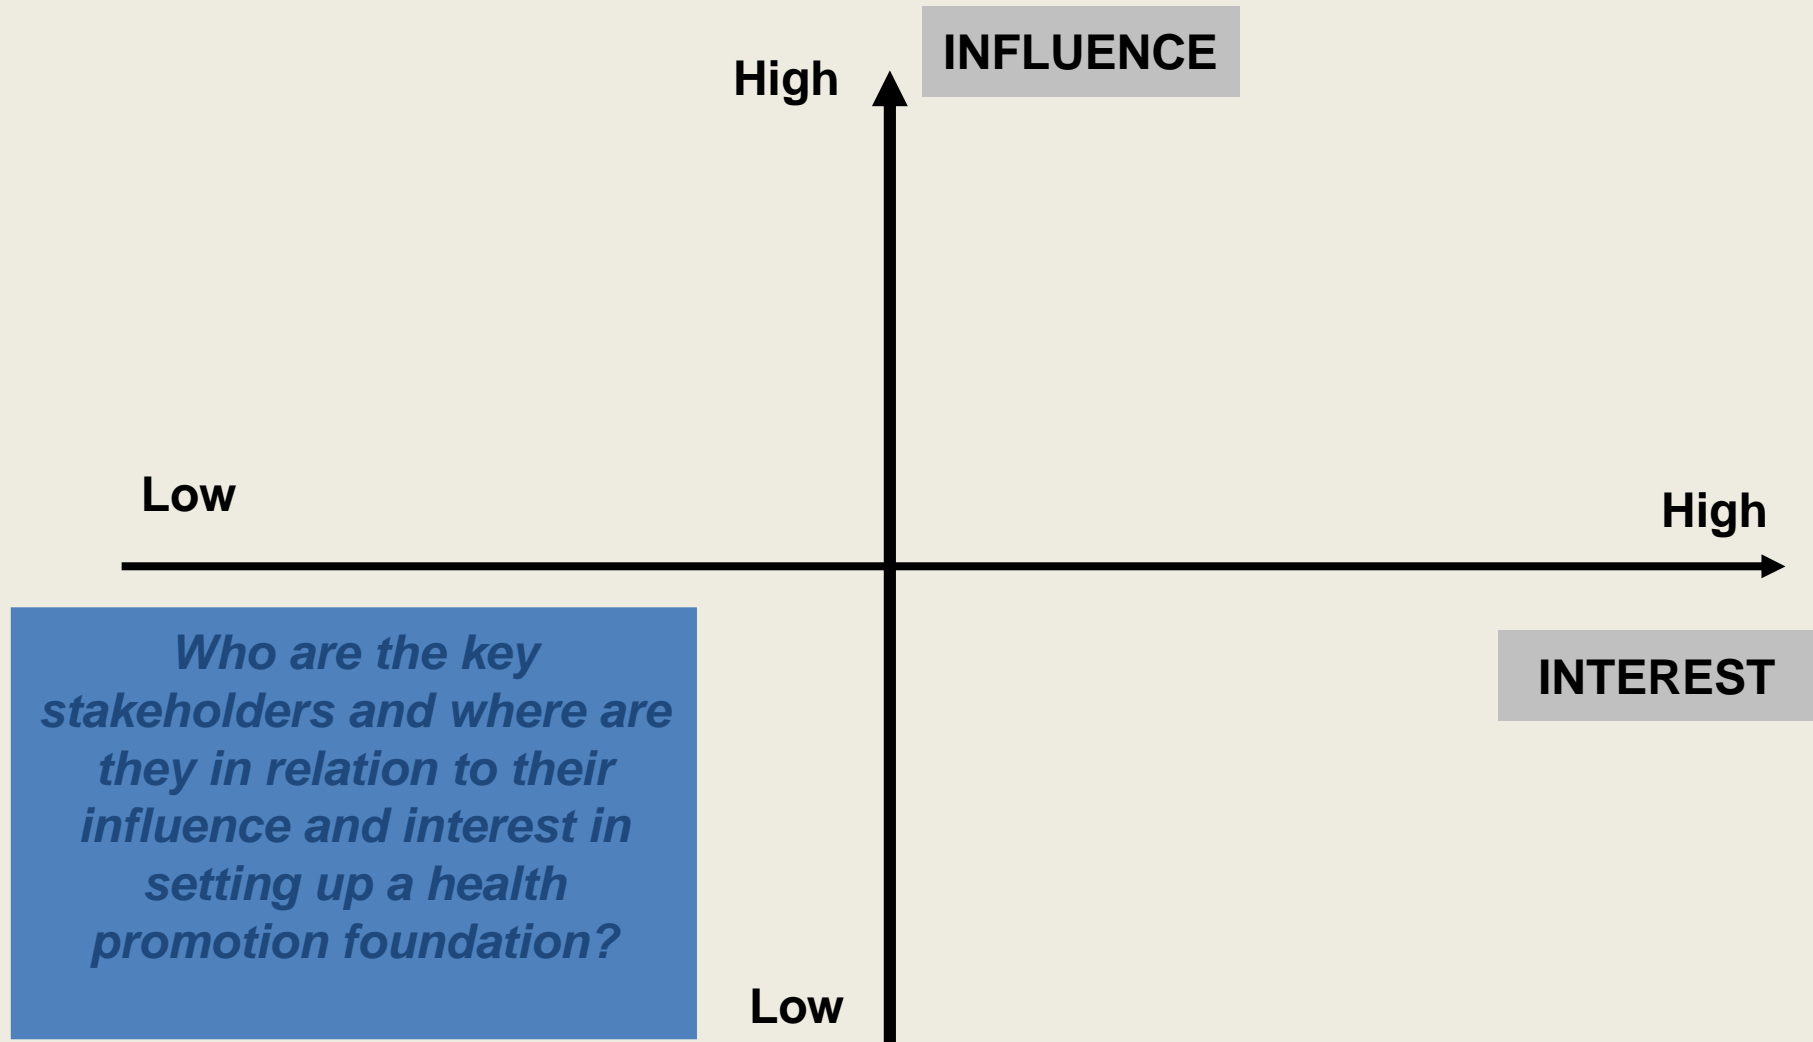 INFLUENCE
High
Low
High
Who are the key
stakeholders and where are
they in relation to their
influence and interest in
setting up a health
promotion foundation?
INTEREST
Low